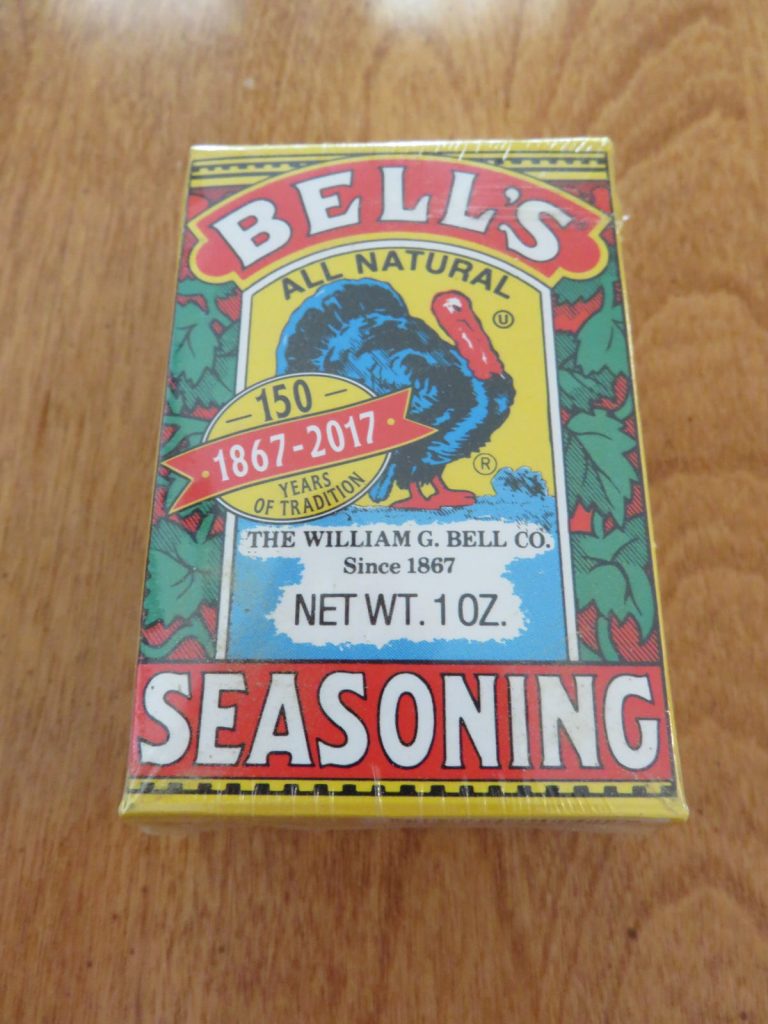 BELL'S
ALL NATURAL
U
150
1867-2017
YEARS
OF TRADITION
®
THE WILLIAM G. BELL CO.
Since 1867
NET WT. 1 OZ.
SEASONING